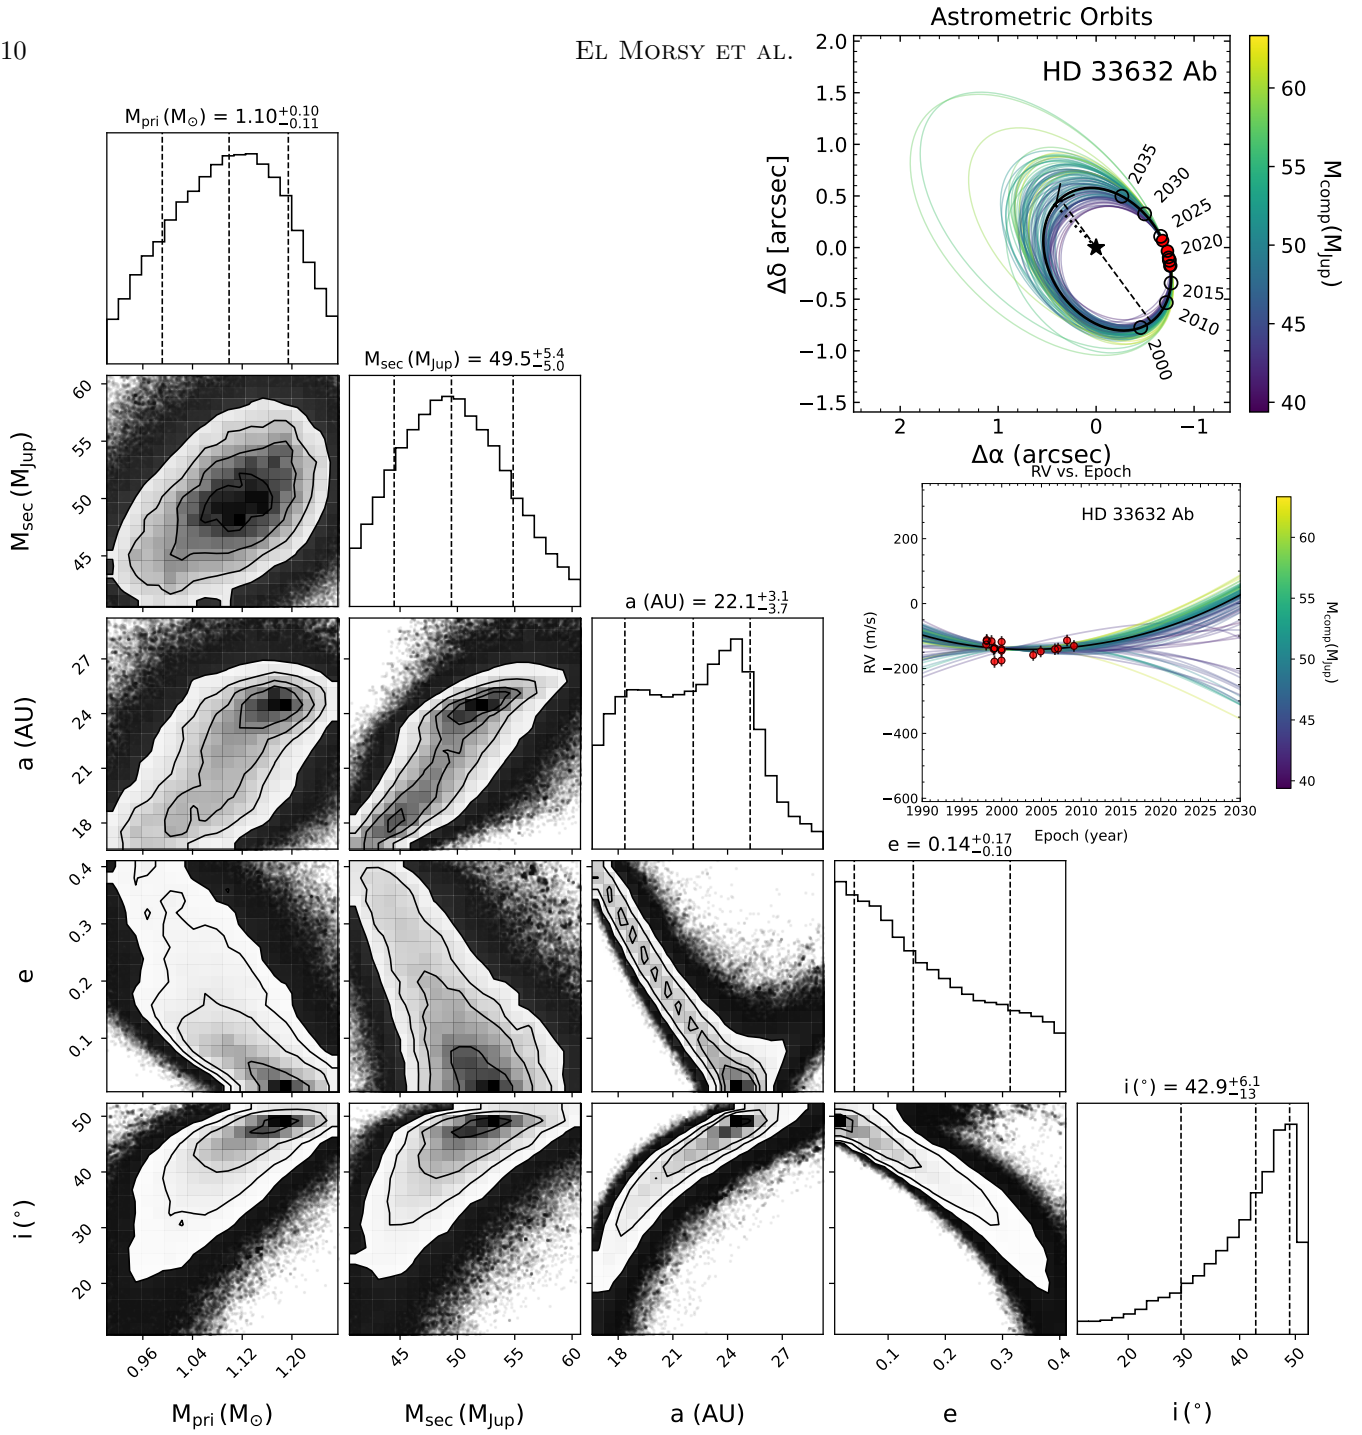 10
EL MORSY ET AL.
Astrometric Orbits
HD 33632 Ab
2.0
1.5
1.0
0.5
0.0
−0.5
−1.0
−1.5
Δδ [arcsec]
2035
2030
2025
2020
2015
2010
2000
2
1
0
−1
Δα (arcsec)
60
55
50
45
40
M_comp (M_Jup)
RV vs. Epoch
HD 33632 Ab
200
0
−200
−400
−600
RV (m/s)
1990 1995 2000 2005 2010 2015 2020 2025 2030
Epoch (year)
60
55
50
45
40
M_comp (M_Jup)
M_pri (M_⊙) = 1.10^{+0.10}_{−0.11}
M_sec (M_Jup) = 49.5^{+5.4}_{−5.0}
60
55
50
45
M_sec (M_Jup)
a (AU) = 22.1^{+3.1}_{−3.7}
27
24
21
18
a (AU)
e = 0.14^{+0.17}_{−0.10}
0.4
0.3
0.2
0.1
e
i (°) = 42.9^{+6.1}_{−13}
50
40
30
20
i (°)
0.96 1.04 1.12 1.20
45 50 55 60
18 21 24 27
0.1 0.2 0.3 0.4
20 30 40 50
M_pri (M_⊙)
M_sec (M_Jup)
a (AU)
e
i (°)